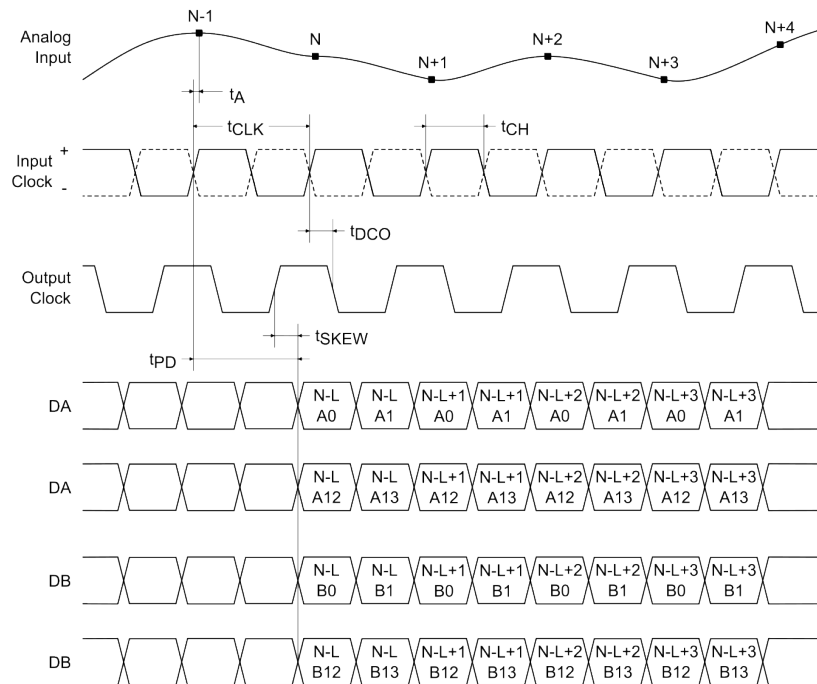 N-1
N
N+1
N+2
N+3
N+4
Analog
Input
tA
tCLK
tCH
Input
Clock
+
-
tDCO
Output
Clock
tSKEW
tPD
DA
N-L N-L N-L+1 N-L+1 N-L+2 N-L+2 N-L+3 N-L+3
A0 A1 A0 A1 A0 A1 A0 A1
DA
N-L N-L N-L+1 N-L+1 N-L+2 N-L+2 N-L+3 N-L+3
A12 A13 A12 A13 A12 A13 A12 A13
DB
N-L N-L N-L+1 N-L+1 N-L+2 N-L+2 N-L+3 N-L+3
B0 B1 B0 B1 B0 B1 B0 B1
DB
N-L N-L N-L+1 N-L+1 N-L+2 N-L+2 N-L+3 N-L+3
B12 B13 B12 B13 B12 B13 B12 B13